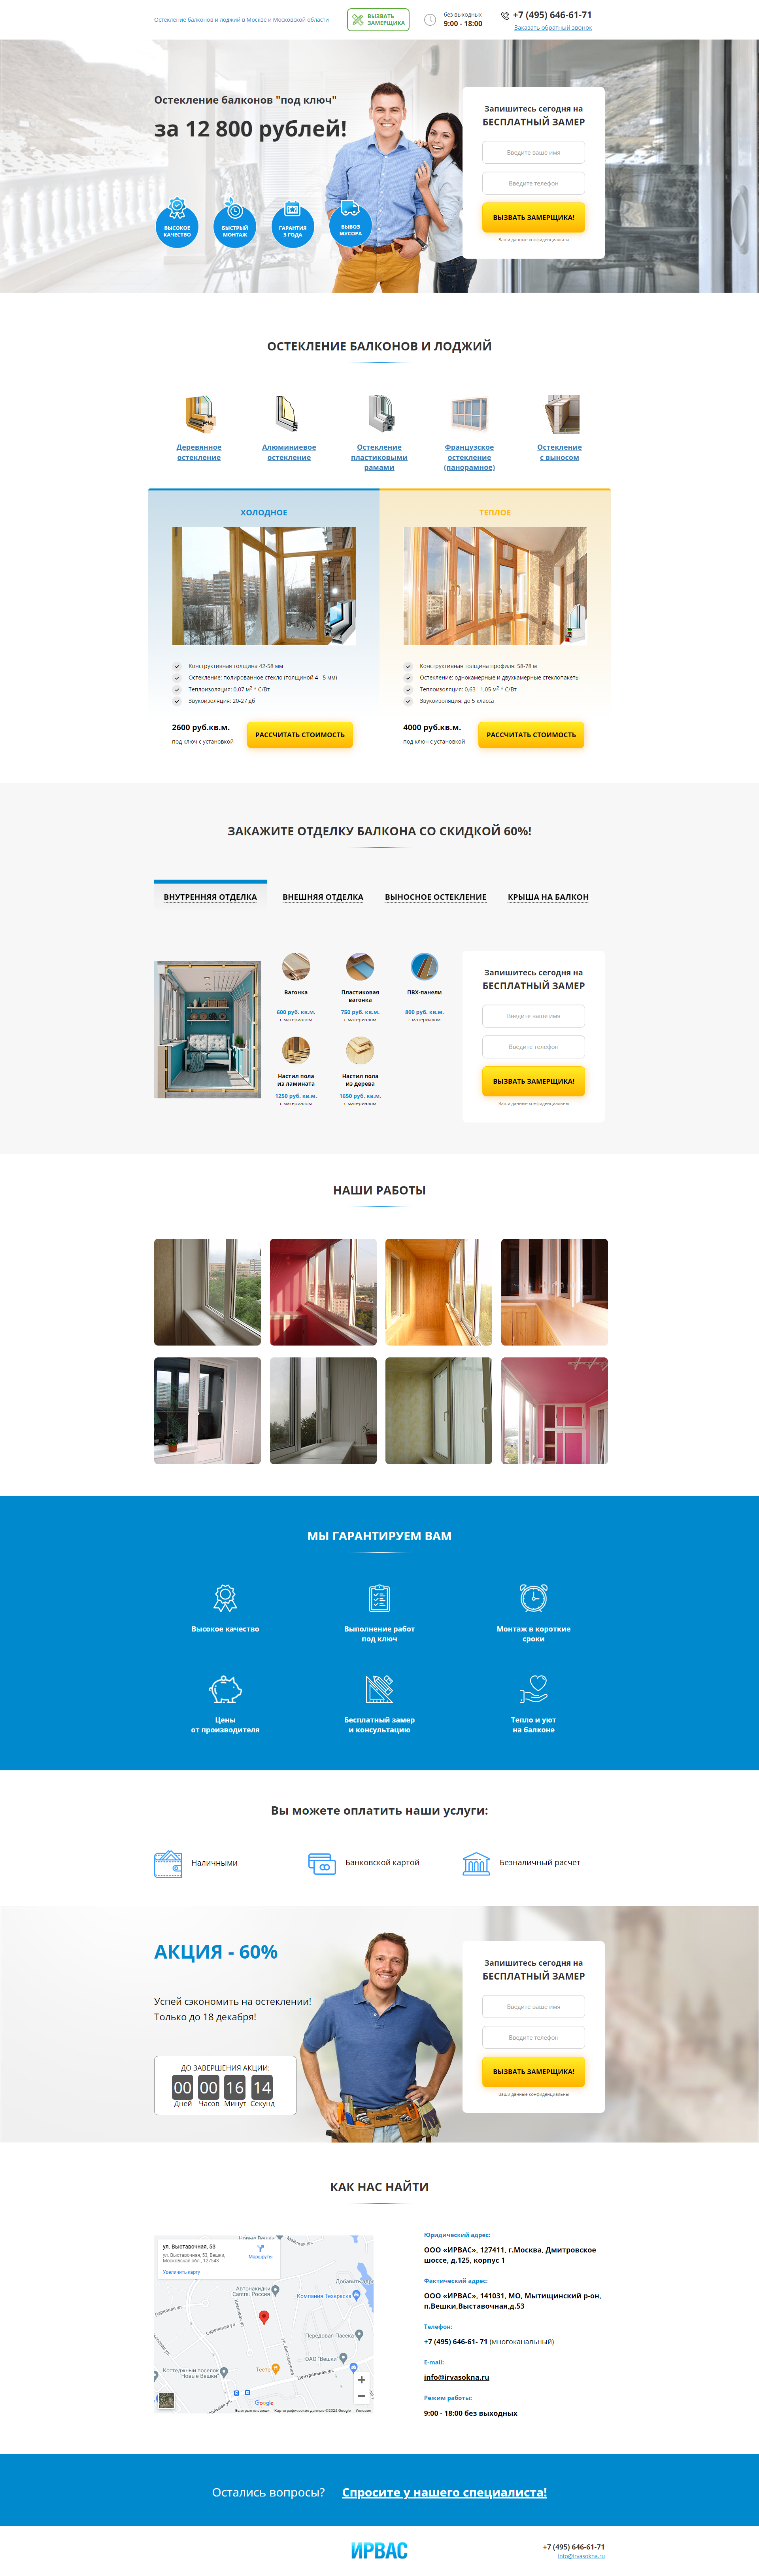 Остекление балконов и лоджий в Москве и Московской области
ВЫЗВАТЬ
ЗАМЕРЩИКА
без выходных
9:00 - 18:00
+7 (495) 646-61-71
Заказать обратный звонок
Остекление балконов "под ключ"
за 12 800 рублей!
ВЫСОКОЕ
КАЧЕСТВО
БЫСТРЫЙ
МОНТАЖ
ГАРАНТИЯ
3 ГОДА
ВЫВОЗ
МУСОРА
Запишитесь сегодня на
БЕСПЛАТНЫЙ ЗАМЕР
Введите ваше имя
Введите телефон
ВЫЗВАТЬ ЗАМЕРЩИКА!
Ваши данные конфиденциальны
ОСТЕКЛЕНИЕ БАЛКОНОВ И ЛОДЖИЙ
Деревянное
остекление
Алюминиевое
остекление
Остекление
пластиковыми
рамами
Французское
остекление
(панорамное)
Остекление
с выносом
ХОЛОДНОЕ
Конструктивная толщина 42-58 мм
Остекление: полированное стекло (толщиной 4 - 5 мм)
Теплоизоляция: 0,07 м2 * С/Вт
Звукоизоляция: 20-27 дб
2600 руб.кв.м.
под ключ с установкой
РАССЧИТАТЬ СТОИМОСТЬ
ТЕПЛОЕ
Конструктивная толщина профиля: 58-78 м
Остекление: однокамерные и двухкамерные стеклопакеты
Теплоизоляция: 0,63 - 1,05 м2 * С/Вт
Звукоизоляция: до 5 класса
4000 руб.кв.м.
под ключ с установкой
РАССЧИТАТЬ СТОИМОСТЬ
ЗАКАЖИТЕ ОТДЕЛКУ БАЛКОНА СО СКИДКОЙ 60%!
ВНУТРЕННЯЯ ОТДЕЛКА
ВНЕШНЯЯ ОТДЕЛКА
ВЫНОСНОЕ ОСТЕКЛЕНИЕ
КРЫША НА БАЛКОН
Вагонка
600 руб. кв.м.
с материалом
Пластиковая
вагонка
750 руб. кв.м.
с материалом
ПВХ-панели
800 руб. кв.м.
с материалом
Настил пола
из ламината
1250 руб. кв.м.
с материалом
Настил пола
из дерева
1650 руб. кв.м.
с материалом
Запишитесь сегодня на
БЕСПЛАТНЫЙ ЗАМЕР
Введите ваше имя
Введите телефон
ВЫЗВАТЬ ЗАМЕРЩИКА!
Ваши данные конфиденциальны
НАШИ РАБОТЫ
МЫ ГАРАНТИРУЕМ ВАМ
Высокое качество
Выполнение работ
под ключ
Монтаж в короткие
сроки
Цены
от производителя
Бесплатный замер
и консультацию
Тепло и уют
на балконе
Вы можете оплатить наши услуги:
Наличными
Банковской картой
Безналичный расчет
АКЦИЯ - 60%
Успей сэкономить на остеклении!
Только до 18 декабря!
ДО ЗАВЕРШЕНИЯ АКЦИИ:
00 00 16 14
Дней Часов Минут Секунд
Запишитесь сегодня на
БЕСПЛАТНЫЙ ЗАМЕР
Введите ваше имя
Введите телефон
ВЫЗВАТЬ ЗАМЕРЩИКА!
Ваши данные конфиденциальны
КАК НАС НАЙТИ
ул. Выставочная, 53
ул. Выставочная, 53, Вешки,
Московская обл., 127543
Маршруты
Увеличить карту
Автонакидка
Cantra. Россия
Компания Техкраска
Передовая Пасека
ОАО "Вешки"
Коттеджный поселок
"Новые Вешки"
Тесто
Центральная ул.
Google
Быстрые клавиши
Картографические данные ©2024 Google
Условия
Юридический адрес:
ООО «ИРВАС», 127411, г.Москва, Дмитровское
шоссе, д.125, корпус 1
Фактический адрес:
ООО «ИРВАС», 141031, МО, Мытищинский р-он,
п.Вешки,Выставочная,д.53
Телефон:
+7 (495) 646-61- 71 (многоканальный)
E-mail:
info@irvasokna.ru
Режим работы:
9:00 - 18:00 без выходных
Остались вопросы?
Спросите у нашего специалиста!
ИРВАС
+7 (495) 646-61-71
info@irvasokna.ru